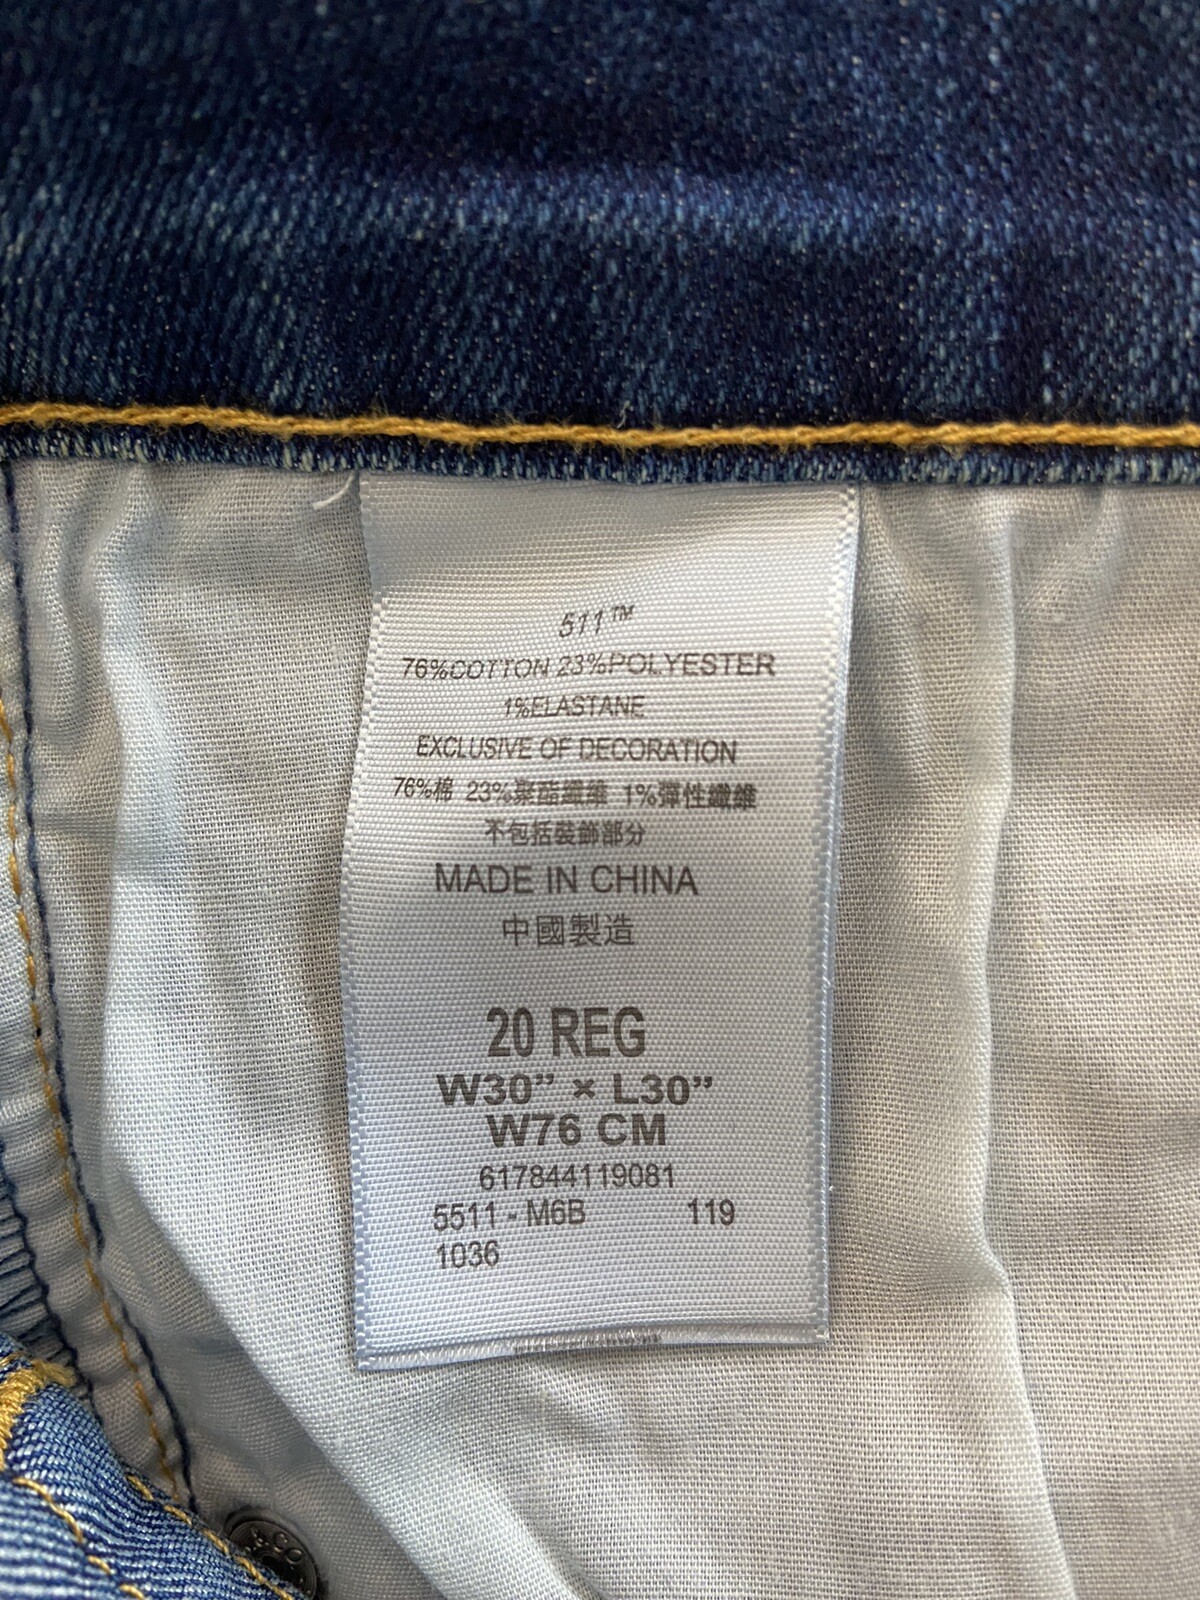 511™
76%COTTON 23%POLYESTER
1%ELASTANE
EXCLUSIVE OF DECORATION
76%棉 23%聚酯纖維 1%彈性纖維
不包括裝飾部分
MADE IN CHINA
中國製造
20 REG
W30” × L30”
W76 CM
617844119081
5511 - M6B 119
1036
&CO